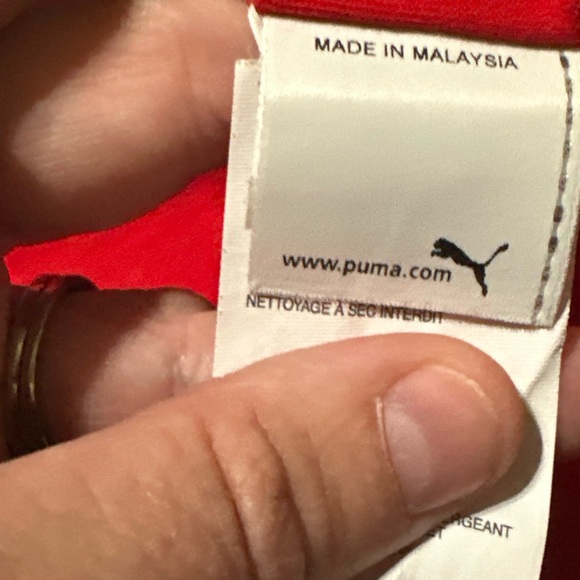 MADE IN MALAYSIA
www.puma.com
NETTOYAGE À SEC INTERDIT